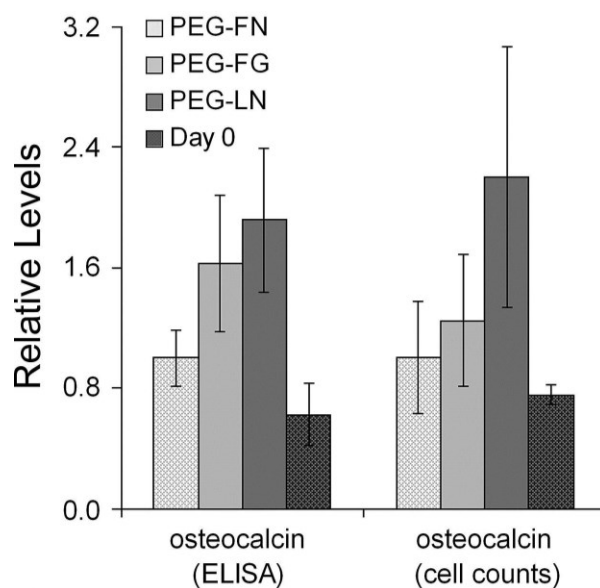 3.2
2.4
1.6
0.8
0.0
Relative Levels
PEG-FN
PEG-FG
PEG-LN
Day 0
osteocalcin
(ELISA)
osteocalcin
(cell counts)